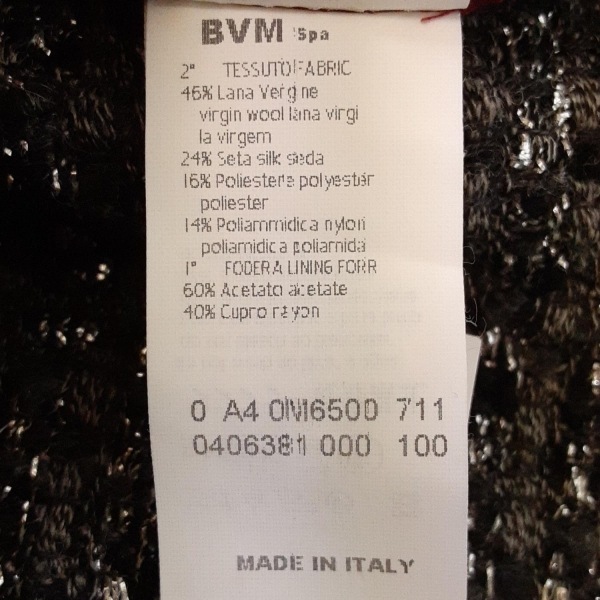 BVM Spa
2° TESSUTO FABRIC
46% Lana Vergine
virgin wool lana virgi
la virgem
24% Seta silk seda
16% Poliestere polyester
poliester
14% Poliammidica nylon
poliamidica poliamida
1° FODERA LINING FORR
60% Acetato acetate
40% Cupro rayon
0 A4 0M6500 711
0406381 000 100
MADE IN ITALY